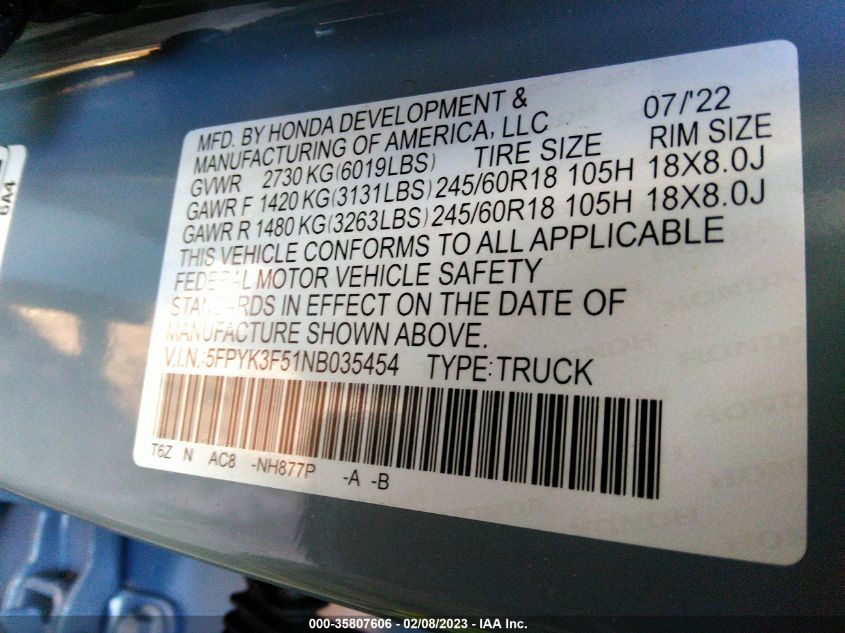 MFD. BY HONDA DEVELOPMENT & 07/'22
MANUFACTURING OF AMERICA, LLC
GVWR 2730 KG(6019LBS) TIRE SIZE RIM SIZE
GAWR F 1420 KG(3131LBS) 245/60R18 105H 18X8.0J
GAWR R 1480 KG(3263LBS) 245/60R18 105H 18X8.0J
THIS VEHICLE CONFORMS TO ALL APPLICABLE
FEDERAL MOTOR VEHICLE SAFETY
STANDARDS IN EFFECT ON THE DATE OF
MANUFACTURE SHOWN ABOVE.
V.I.N.:5FPYK3F51NB035454 TYPE:TRUCK
T6Z N AC8 -NH877P -A -B
6A4
000-35807606 - 02/08/2023 - IAA Inc.